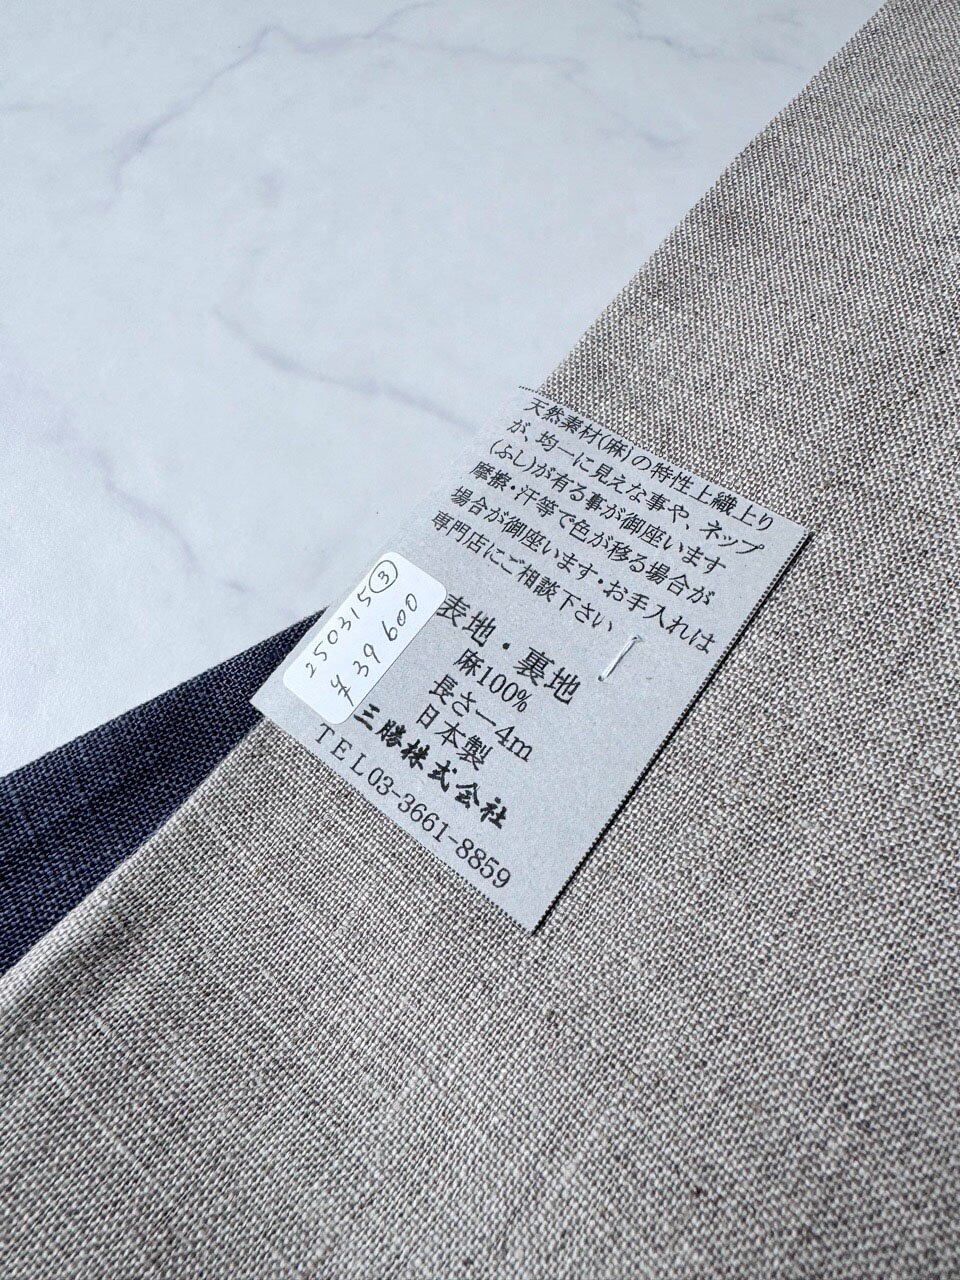 天然素材(麻)の特性上織上り
が、均一に見えな事や、ネップ
(ふし)が有る事が御座います
摩擦・汗等で色が移る場合が
場合が御座います・お手入れは
専門店にご相談下さい
表地・裏地
麻100%
長さー4m
日本製
三勝株式会社
TEL03-3661-8859
250315③
¥39600